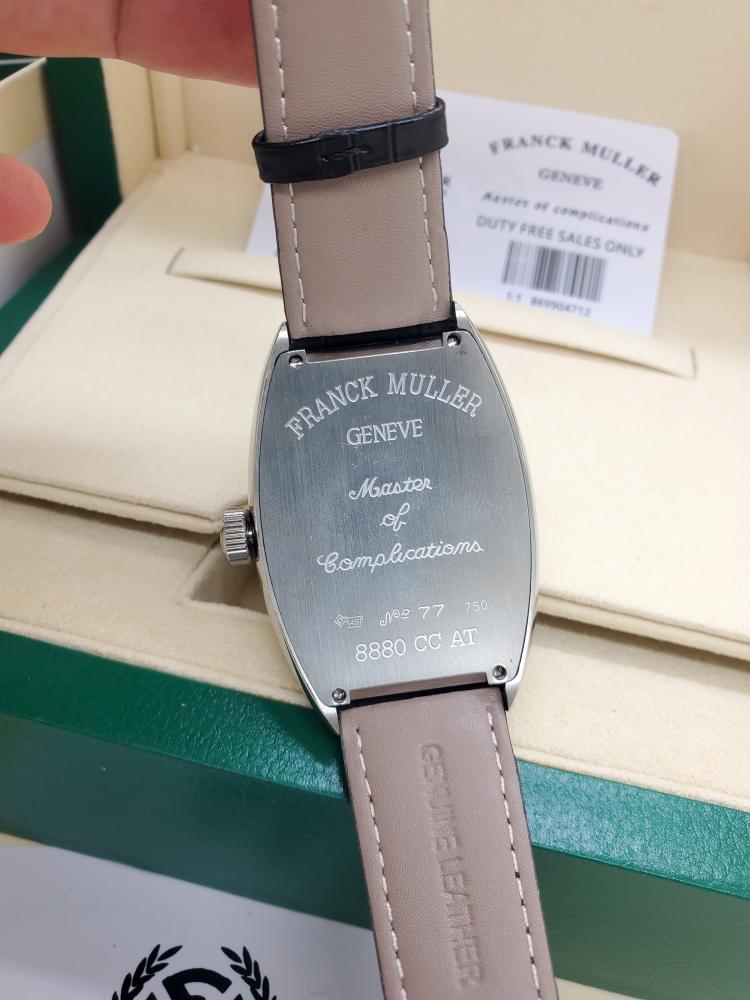 FRANCK MULLER
GENEVE
Master of complications
DUTY FREE SALES ONLY
869904712
FRANCK MULLER
GENEVE
Master
of
Complications
Nº 77 750
8880 CC AT
GENUINE LEATHER